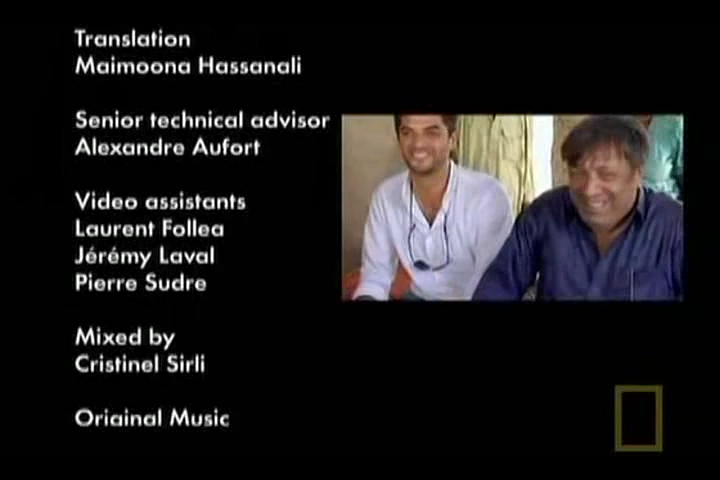 Translation
Maimoona Hassanali
Senior technical advisor
Alexandre Aufort
Video assistants
Laurent Follea
Jérémy Laval
Pierre Sudre
Mixed by
Cristinel Sirli
Original Music